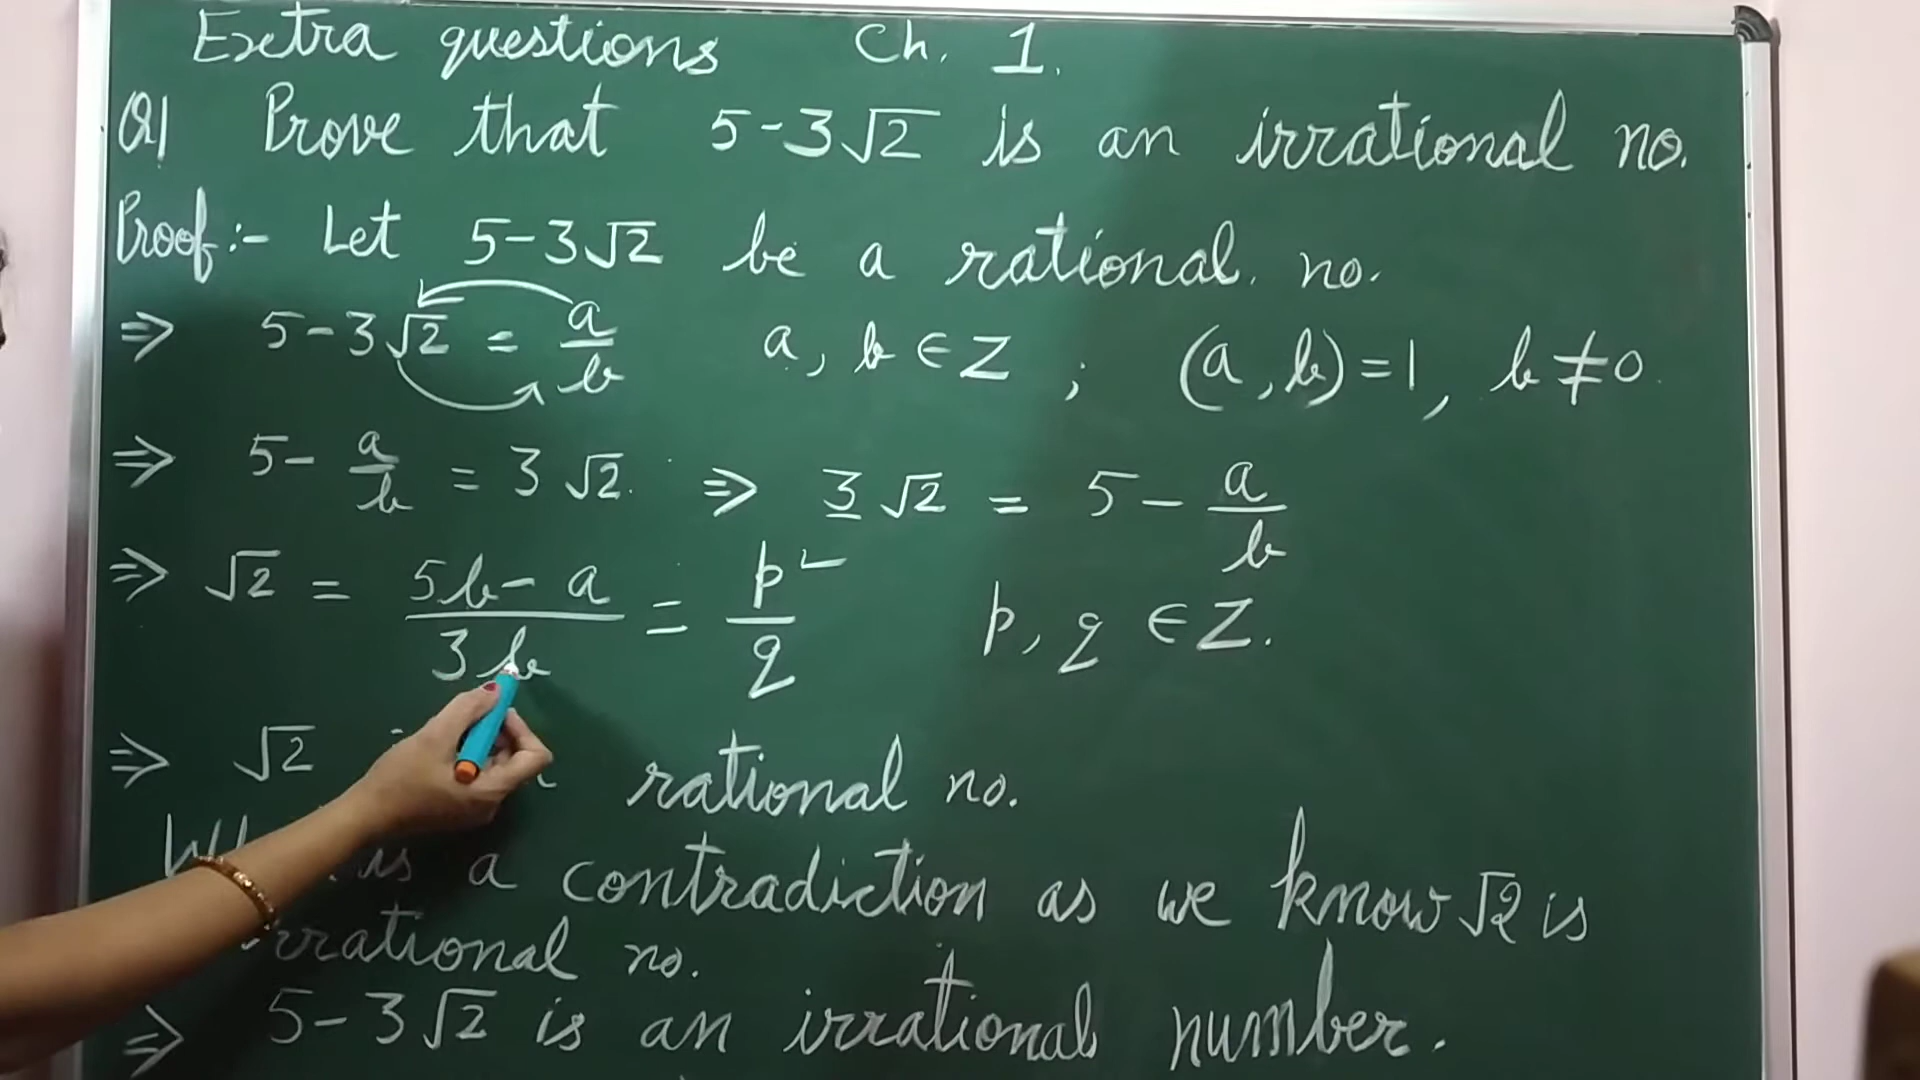 Extra questions Ch. 1.
Q1 Prove that 5-3√2 is an irrational no.
Proof:- Let 5-3√2 be a rational no.
⇒ 5-3√2 = a/b a, b ∈ Z ; (a, b)=1, b ≠ 0
⇒ 5 - a/b = 3√2. ⇒ 3√2 = 5 - a/b
⇒ √2 = (5b - a)/(3b) = p/q p, q ∈ Z.
⇒ √2 rational no.
is a contradiction as we know √2 is
irrational no.
⇒ 5-3√2 is an irrational number.